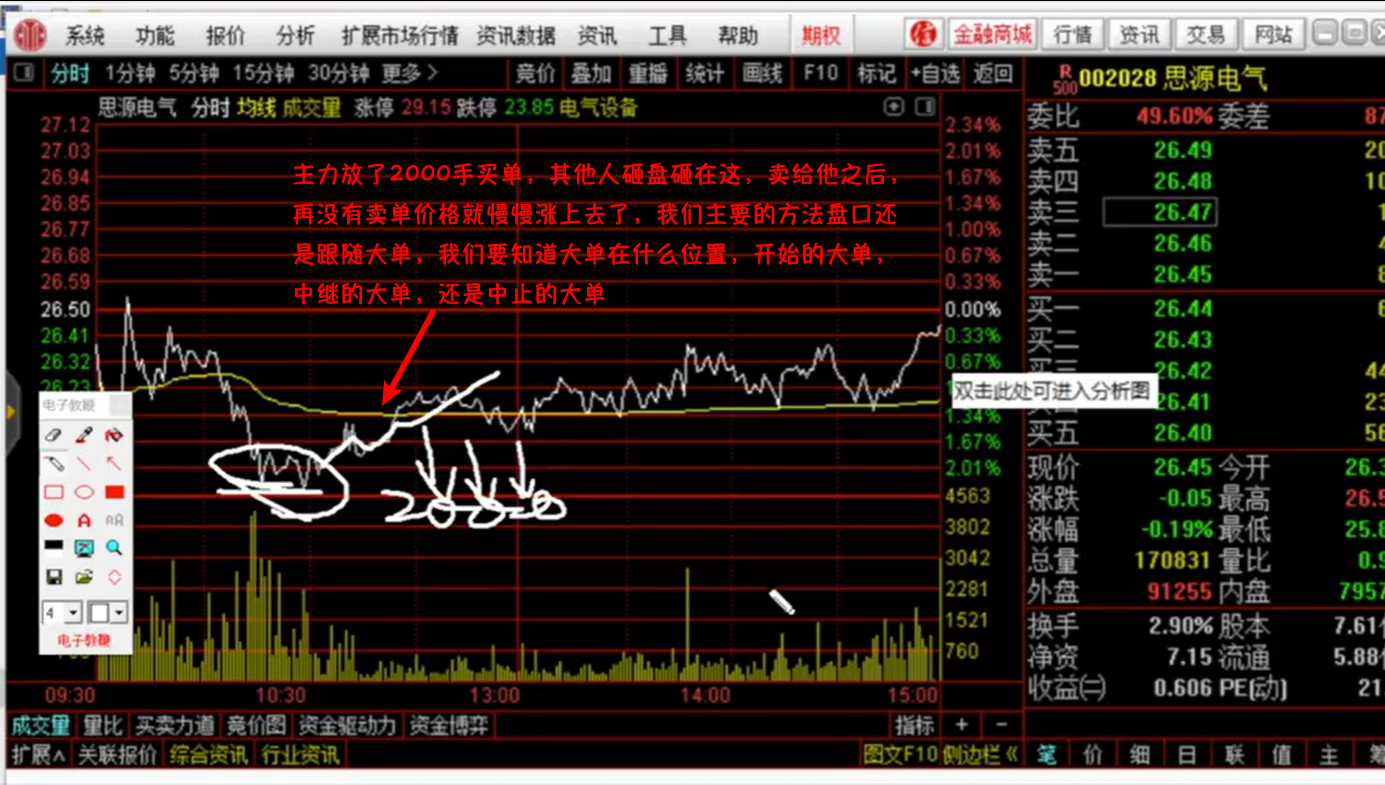 系统 功能 报价 分析 扩展市场行情 资讯数据 资讯 工具 帮助 期权 信 金融商城 行情 资讯 交易 网站
分时 1分钟 5分钟 15分钟 30分钟 更多 > 竞价 叠加 重播 统计 画线 F10 标记 +自选 返回
R 500 002028 思源电气
思源电气 分时 均线 成交量 涨停 29.15 跌停 23.85 电气设备
27.12
27.03
26.94
26.85
26.77
26.68
26.59
26.50
26.41
26.32
26.23
主力放了2000手买单，其他人砸盘砸在这，卖给他之后，
再没有卖单价格就慢慢涨上去了，我们主要的方法盘口还
是跟随大单，我们要知道大单在什么位置，开始的大单，
中继的大单，还是中止的大单
2.34%
2.01%
1.67%
1.34%
1.00%
0.67%
0.33%
0.00%
0.33%
0.67%
1.34%
1.67%
2.01%
4563
3802
3042
2281
1521
760
双击此处可进入分析图
2000
电子教鞭
A AA
4
电子教鞭
09:30 10:30 13:00 14:00 15:00
委比 49.60% 委差
卖五 26.49
卖四 26.48
卖三 26.47
卖二 26.46
卖一 26.45
买一 26.44
买二 26.43
买三 26.42
26.41
买五 26.40
现价 26.45 今开
涨跌 -0.05 最高
涨幅 -0.19% 最低
总量 170831 量比
外盘 91255 内盘 7957
换手 2.90% 股本 7.61
净资 7.15 流通 5.88
收益㈡ 0.606 PE(动)
成交量 量比 买卖力道 竞价图 资金驱动力 资金博弈 指标 + -
扩展∧ 关联报价 综合资讯 行业资讯 图文F10 侧边栏《 笔 价 细 日 联 值 主 筹